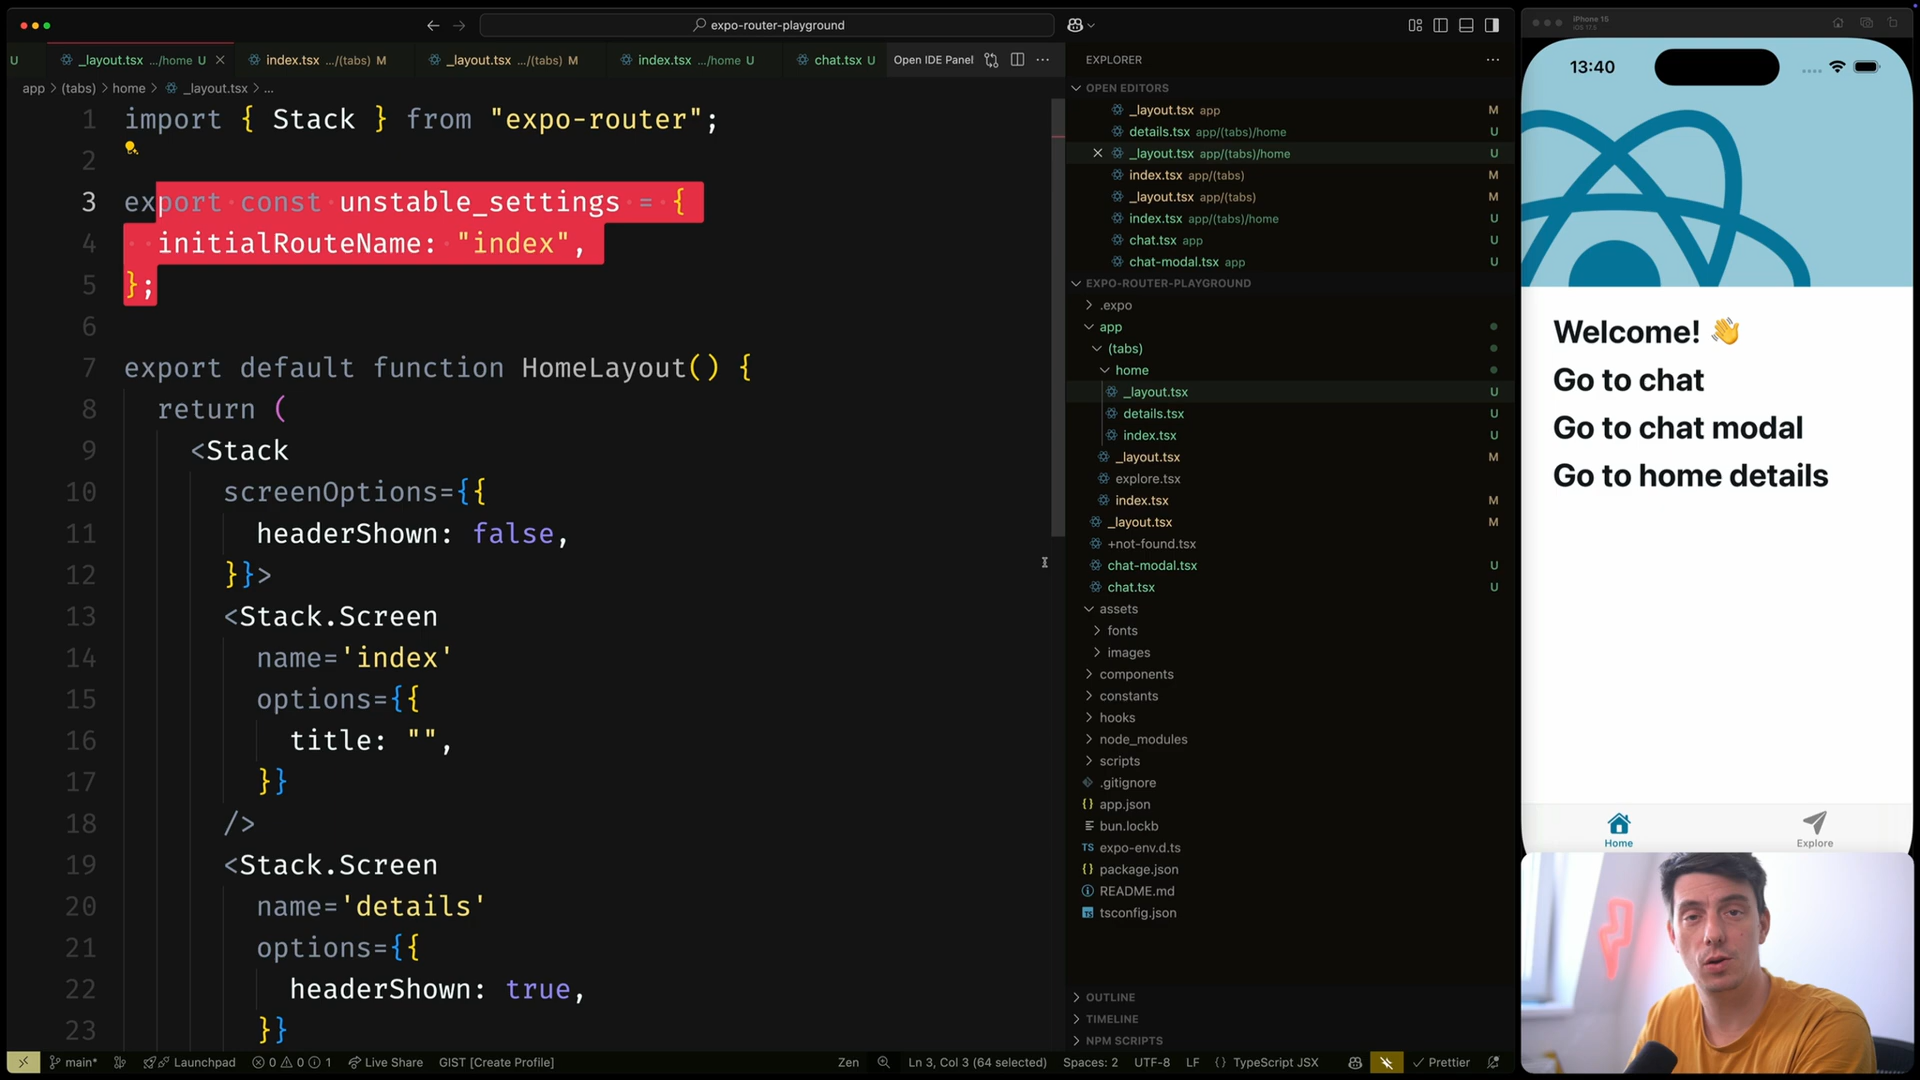 expo-router-playground
U
_layout.tsx .../home U
index.tsx .../(tabs) M
_layout.tsx .../(tabs) M
index.tsx .../home U
chat.tsx U
Open IDE Panel
app > (tabs) > home > _layout.tsx > ...
1 import { Stack } from "expo-router";
2
3 export const unstable_settings = {
4 initialRouteName: "index",
5 };
6
7 export default function HomeLayout() {
8 return (
9 <Stack
10 screenOptions={{
11 headerShown: false,
12 }}>
13 <Stack.Screen
14 name='index'
15 options={{
16 title: "",
17 }}
18 />
19 <Stack.Screen
20 name='details'
21 options={{
22 headerShown: true,
23 }}
EXPLORER
OPEN EDITORS
_layout.tsx app M
details.tsx app/(tabs)/home U
_layout.tsx app/(tabs)/home U
index.tsx app/(tabs) M
_layout.tsx app/(tabs) M
index.tsx app/(tabs)/home U
chat.tsx app U
chat-modal.tsx app U
EXPO-ROUTER-PLAYGROUND
.expo
app
(tabs)
home
_layout.tsx U
details.tsx U
index.tsx U
_layout.tsx M
explore.tsx
index.tsx M
_layout.tsx M
+not-found.tsx
chat-modal.tsx U
chat.tsx U
assets
fonts
images
components
constants
hooks
node_modules
scripts
.gitignore
app.json
bun.lockb
TS expo-env.d.ts
package.json
README.md
tsconfig.json
OUTLINE
TIMELINE
NPM SCRIPTS
main*
Launchpad
0 0 1
Live Share
GIST [Create Profile]
Zen
Ln 3, Col 3 (64 selected)
Spaces: 2
UTF-8
LF
{} TypeScript JSX
Prettier
iPhone 15
iOS 17.5
13:40
Welcome! 👋
Go to chat
Go to chat modal
Go to home details
Home
Explore